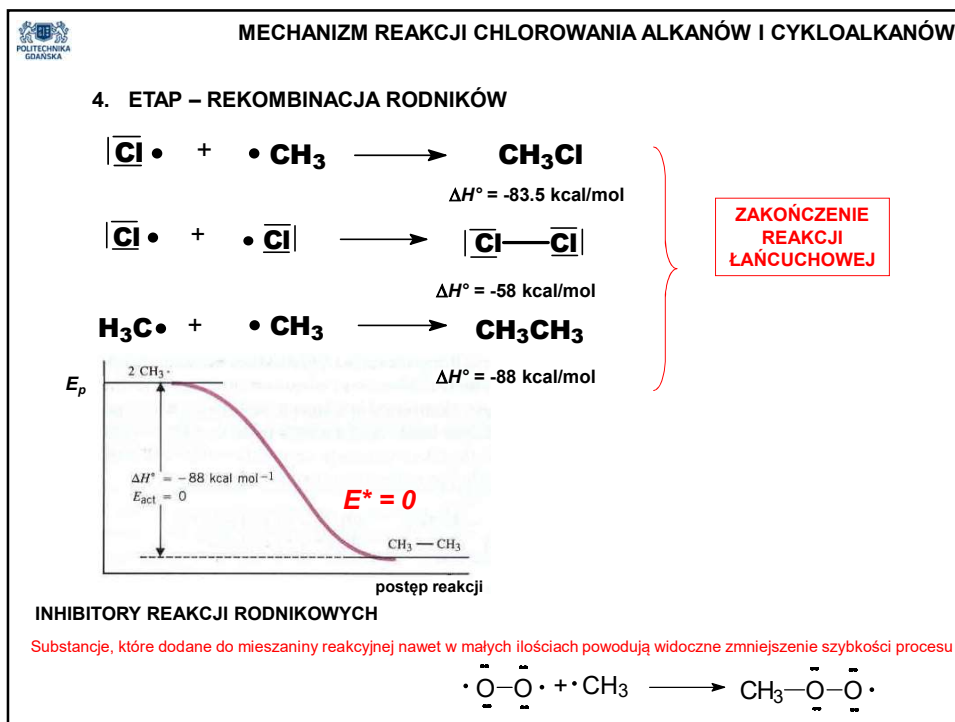 POLITECHNIKA
GDAŃSKA
MECHANIZM REAKCJI CHLOROWANIA ALKANÓW I CYKLOALKANÓW
4. ETAP – REKOMBINACJA RODNIKÓW
|Cl• + •CH₃ ⟶ CH₃Cl
ΔH° = -83.5 kcal/mol
|Cl• + •Cl| ⟶ |Cl—Cl|
ΔH° = -58 kcal/mol
H₃C• + •CH₃ ⟶ CH₃CH₃
ΔH° = -88 kcal/mol
ZAKOŃCZENIE
REAKCJI
ŁAŃCUCHOWEJ
Eₚ
2 CH₃·
ΔH° = −88 kcal mol⁻¹
Eact = 0
E* = 0
CH₃ — CH₃
postęp reakcji
INHIBITORY REAKCJI RODNIKOWYCH
Substancje, które dodane do mieszaniny reakcyjnej nawet w małych ilościach powodują widoczne zmniejszenie szybkości procesu
·O–O· + ·CH₃ ⟶ CH₃–O–O·